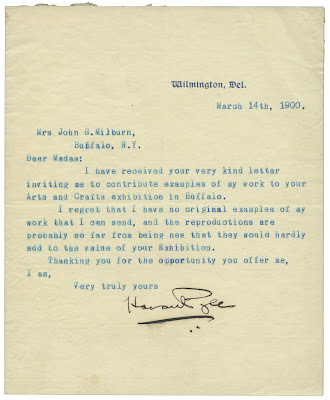 Wilmington, Del.
March 14th, 1900.
Mrs John G. Milburn,
Buffalo, N.Y.
Dear Madam:
I have received your very kind letter
inviting me to contribute examples of my work to your
Arts and Crafts exhibition in Buffalo.
I regret that I have no original examples of my
work that I can send, and the reproductions are
probably so far from being new that they would hardly
add to the value of your Exhibition.
Thanking you for the opportunity you offer me,
I am,
Very truly yours
Howard Pyle